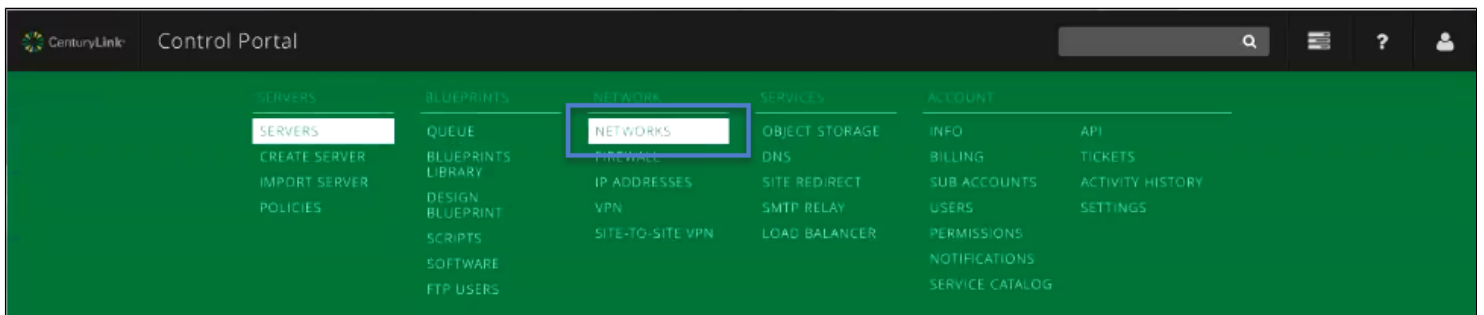 CenturyLink
Control Portal
?
SERVERS
SERVERS
CREATE SERVER
IMPORT SERVER
POLICIES
BLUEPRINTS
QUEUE
BLUEPRINTS
LIBRARY
DESIGN
BLUEPRINT
SCRIPTS
SOFTWARE
FTP USERS
NETWORK
NETWORKS
FIREWALL
IP ADDRESSES
VPN
SITE-TO-SITE VPN
SERVICES
OBJECT STORAGE
DNS
SITE REDIRECT
SMTP RELAY
LOAD BALANCER
ACCOUNT
INFO
BILLING
SUB ACCOUNTS
USERS
PERMISSIONS
NOTIFICATIONS
SERVICE CATALOG
API
TICKETS
ACTIVITY HISTORY
SETTINGS